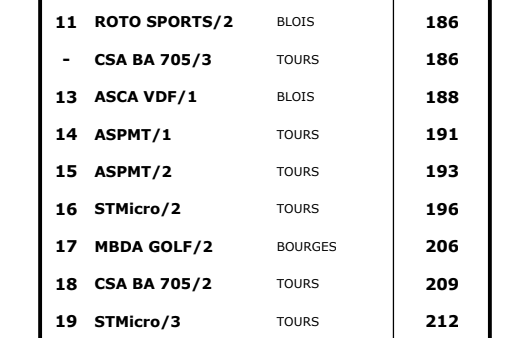 11 ROTO SPORTS/2 BLOIS 186
- CSA BA 705/3 TOURS 186
13 ASCA VDF/1 BLOIS 188
14 ASPMT/1 TOURS 191
15 ASPMT/2 TOURS 193
16 STMicro/2 TOURS 196
17 MBDA GOLF/2 BOURGES 206
18 CSA BA 705/2 TOURS 209
19 STMicro/3 TOURS 212